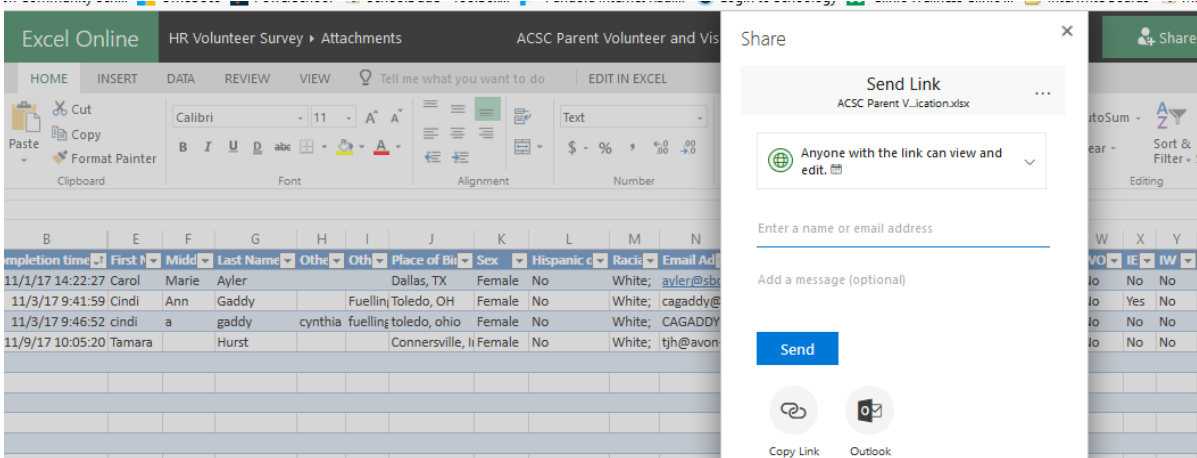 Excel Online HR Volunteer Survey ▸ Attachments ACSC Parent Volunteer and Vis
Share
Share
HOME INSERT DATA REVIEW VIEW Tell me what you want to do EDIT IN EXCEL
Send Link
ACSC Parent V...ication.xlsx
Cut
Copy
Format Painter
Paste
Clipboard
Calibri 11
B I U D abc A
Font
Alignment
Text
$ - % ,
Number
utoSum
ear
Sort &
Filter
Editing
Anyone with the link can view and
edit.
Enter a name or email address
Add a message (optional)
Send
Copy Link
Outlook
B E F G H I J K L M N W X Y
mpletion time First N Midd Last Name Othe Oth Place of Bi Sex Hispanic o Racia Email Ad WO IE IW
11/1/17 14:22:27 Carol Marie Ayler Dallas, TX Female No White; ayler@sbc No No No
11/3/17 9:41:59 Cindi Ann Gaddy Fuelling Toledo, OH Female No White; cagaddy@ No Yes No
11/3/17 9:46:52 cindi a gaddy cynthia fuelling toledo, ohio Female No White; CAGADDY No No No
11/9/17 10:05:20 Tamara Hurst Connersville, I Female No White; tjh@avon- No No No